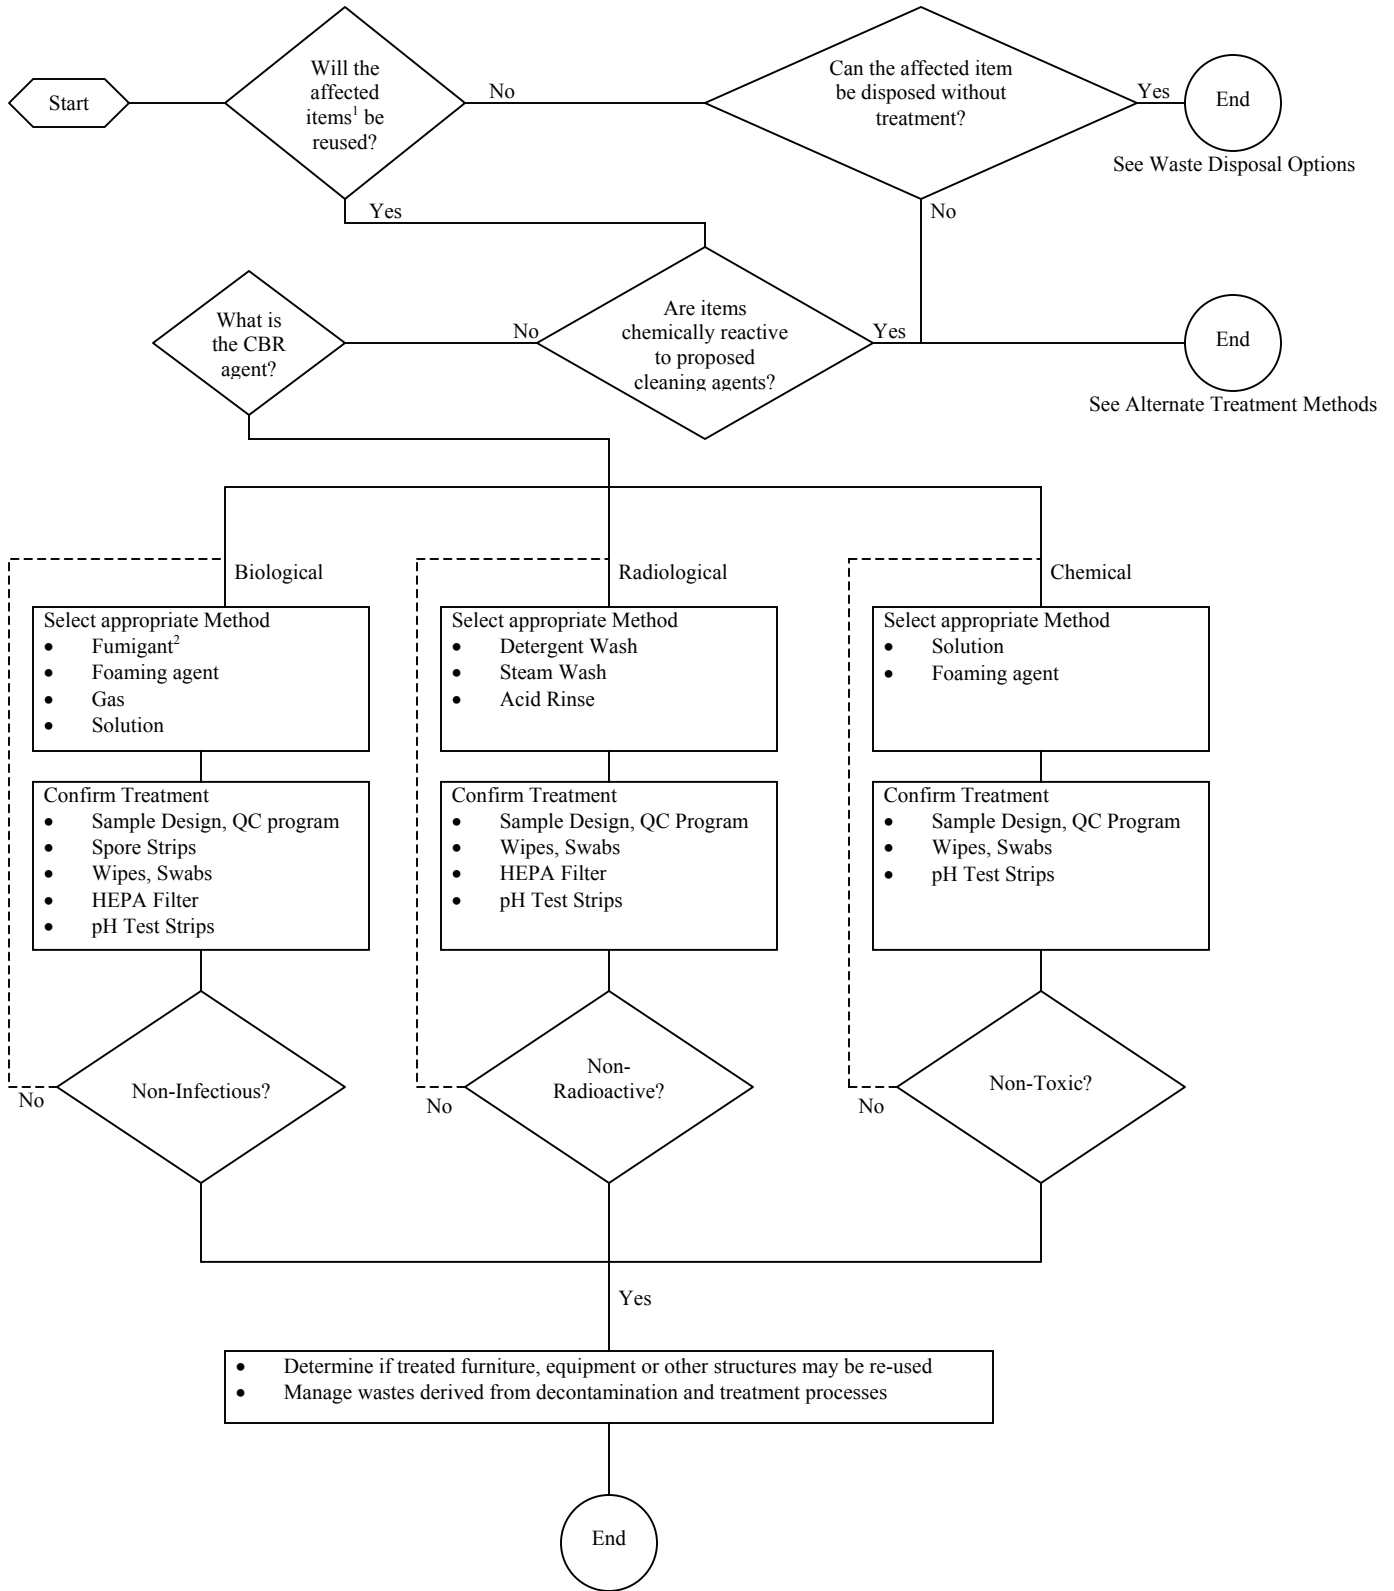 Start
Will the
affected
items¹ be
reused?
No
Can the affected item
be disposed without
treatment?
Yes
End
See Waste Disposal Options
Yes
No
What is
the CBR
agent?
No
Are items
chemically reactive
to proposed
cleaning agents?
Yes
End
See Alternate Treatment Methods
Biological
Radiological
Chemical
Select appropriate Method
• Fumigant²
• Foaming agent
• Gas
• Solution
Select appropriate Method
• Detergent Wash
• Steam Wash
• Acid Rinse
Select appropriate Method
• Solution
• Foaming agent
Confirm Treatment
• Sample Design, QC program
• Spore Strips
• Wipes, Swabs
• HEPA Filter
• pH Test Strips
Confirm Treatment
• Sample Design, QC Program
• Wipes, Swabs
• HEPA Filter
• pH Test Strips
Confirm Treatment
• Sample Design, QC Program
• Wipes, Swabs
• pH Test Strips
No
Non-Infectious?
No
Non-
Radioactive?
No
Non-Toxic?
Yes
• Determine if treated furniture, equipment or other structures may be re-used
• Manage wastes derived from decontamination and treatment processes
End